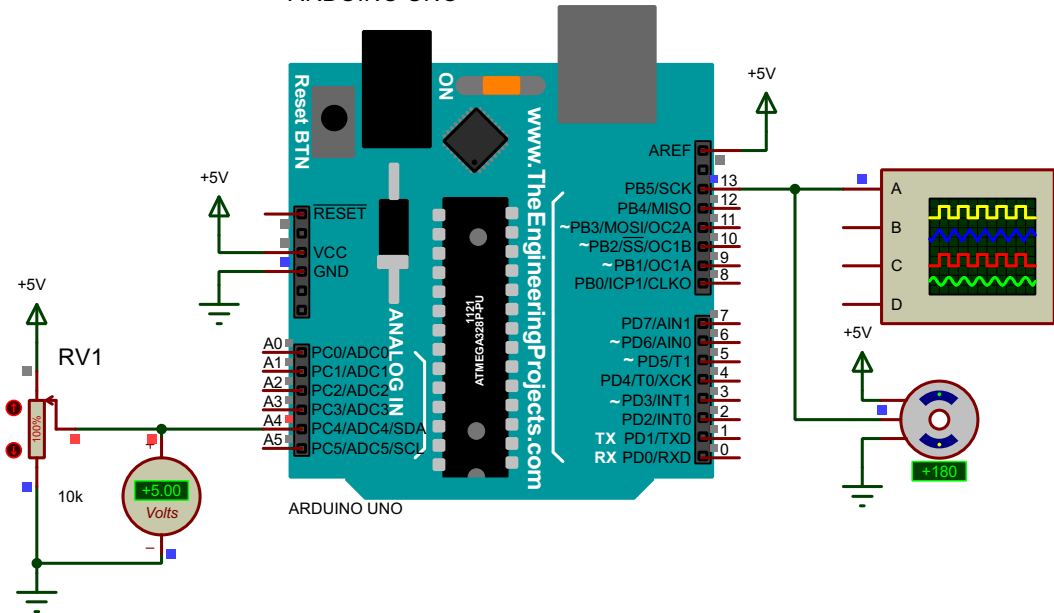 ARDUINO UNO
Reset BTN
ON
www.TheEngineeringProjects.com
ANALOG IN
1121
ATMEGA328P-PU
+5V
RESET
VCC
GND
A0 PC0/ADC0
A1 PC1/ADC1
A2 PC2/ADC2
A3 PC3/ADC3
A4 PC4/ADC4/SDA
A5 PC5/ADC5/SCL
+5V
RV1
100%
10k
+5.00
Volts
+
–
ARDUINO UNO
+5V
AREF
PB5/SCK 13
PB4/MISO 12
~PB3/MOSI/OC2A 11
~PB2/SS/OC1B 10
~PB1/OC1A 9
PB0/ICP1/CLKO 8
PD7/AIN1 7
~PD6/AIN0 6
~PD5/T1 5
PD4/T0/XCK 4
~PD3/INT1 3
PD2/INT0 2
TX PD1/TXD 1
RX PD0/RXD 0
A
B
C
D
+5V
+180